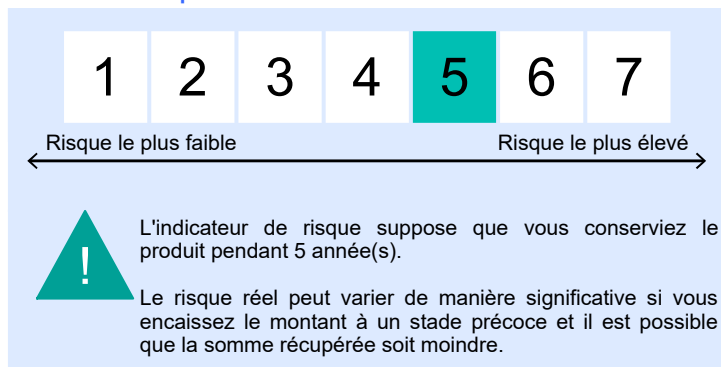 1 2 3 4 5 6 7
Risque le plus faible Risque le plus élevé
!
L'indicateur de risque suppose que vous conserviez le
produit pendant 5 année(s).
Le risque réel peut varier de manière significative si vous
encaissez le montant à un stade précoce et il est possible
que la somme récupérée soit moindre.